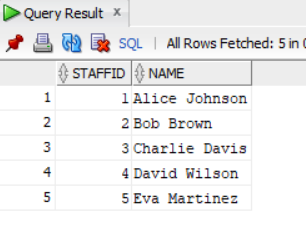 Query Result x
SQL | All Rows Fetched: 5 in 0
STAFFID NAME
1 1 Alice Johnson
2 2 Bob Brown
3 3 Charlie Davis
4 4 David Wilson
5 5 Eva Martinez